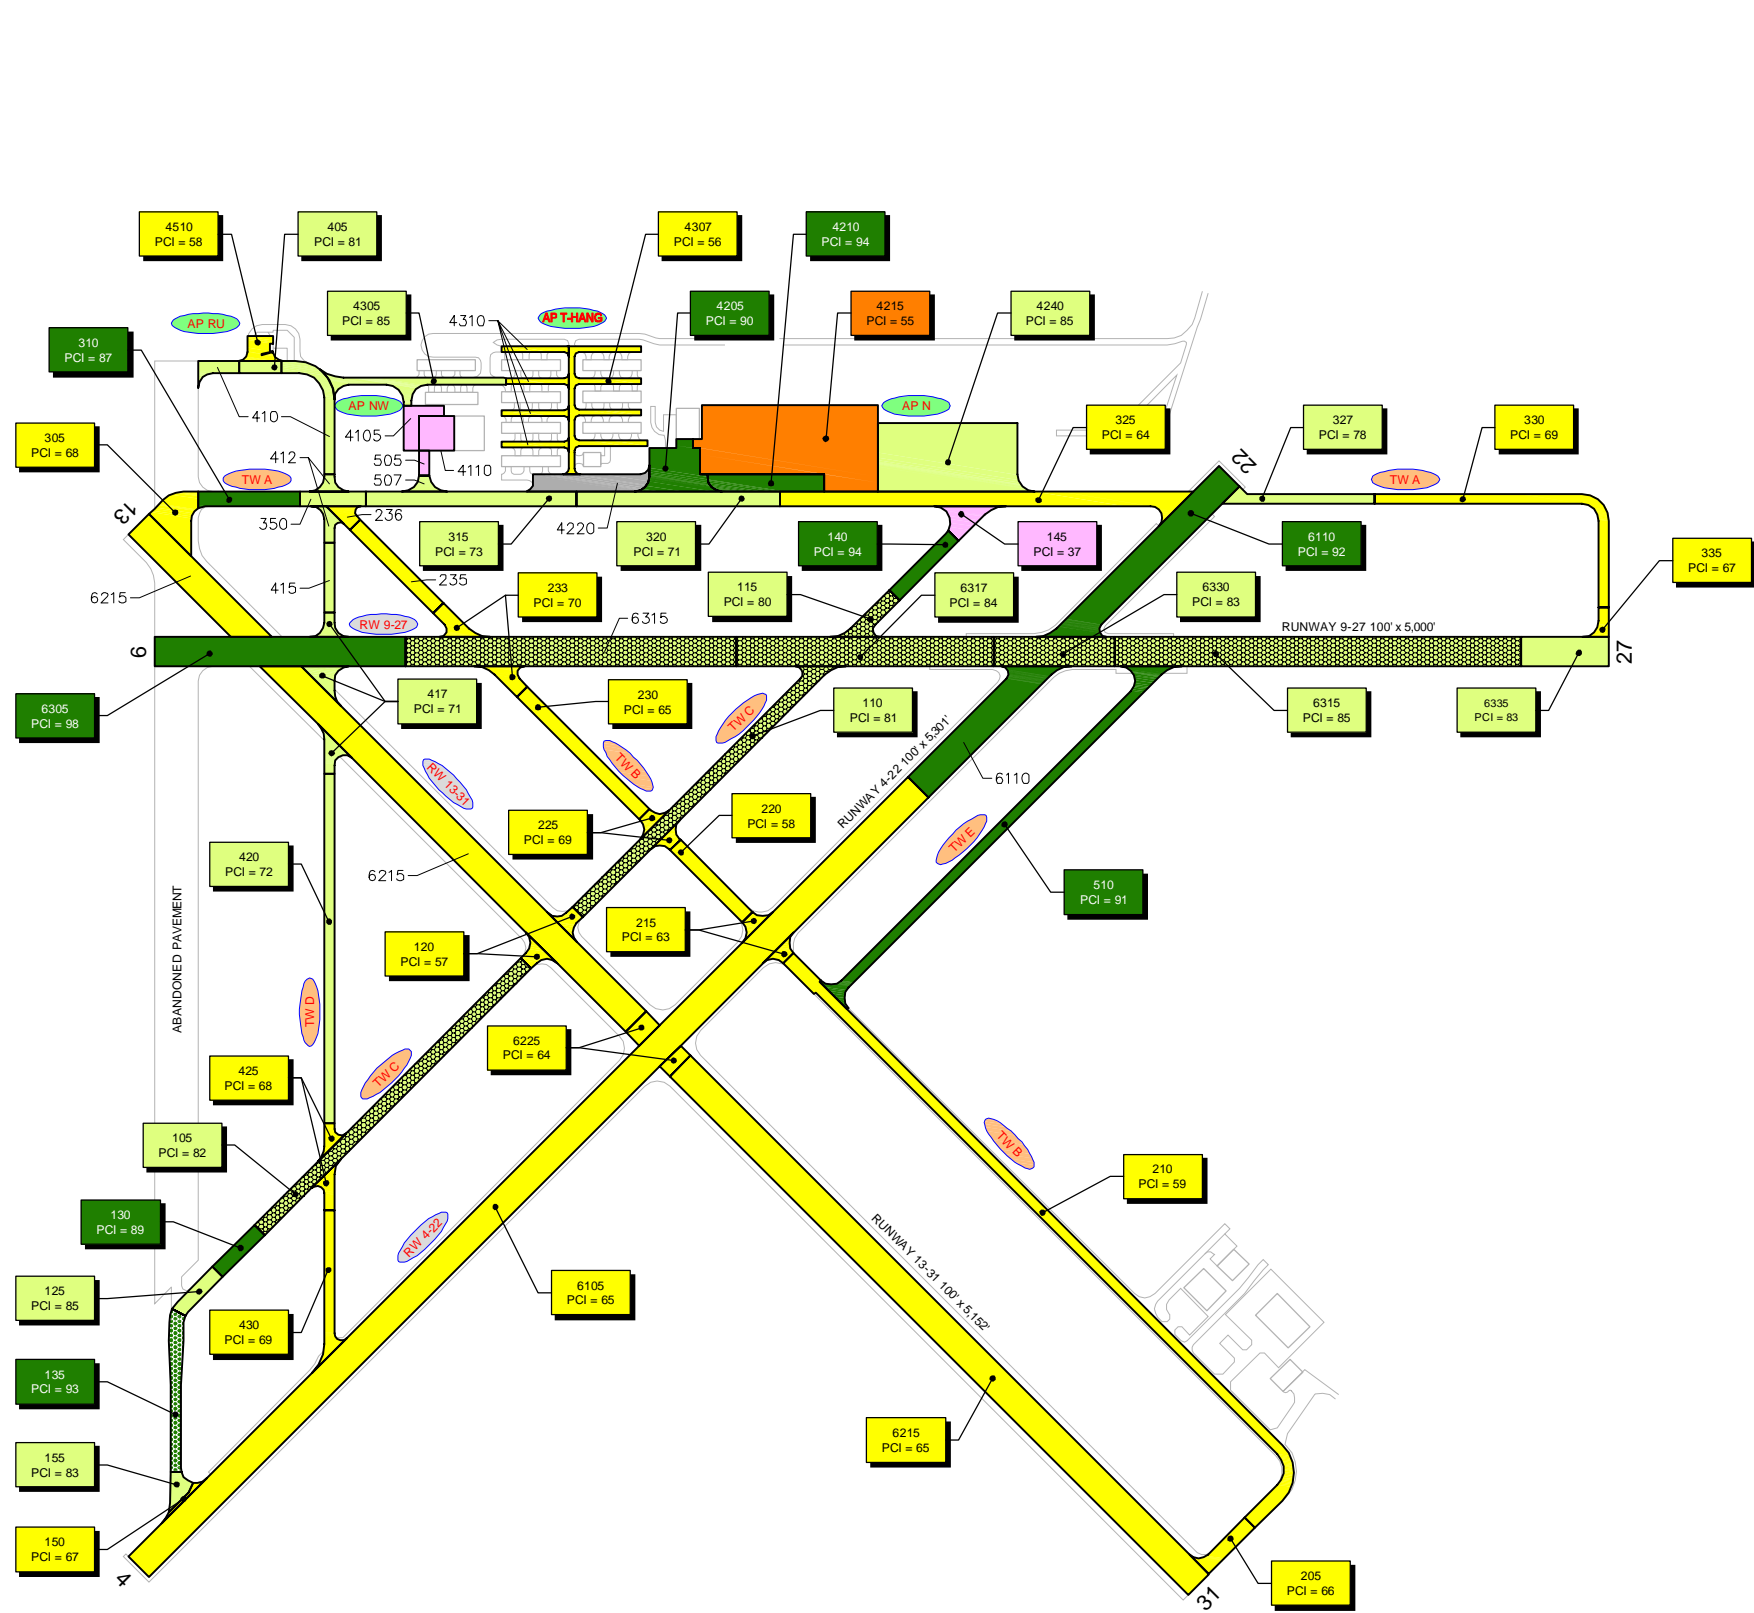 4510
PCI = 58
405
PCI = 81
4307
PCI = 56
4210
PCI = 94
4305
PCI = 85
4310
AP T-HANG
4205
PCI = 90
4215
PCI = 55
4240
PCI = 85
AP RU
310
PCI = 87
410
AP NW
4105
AP N
305
PCI = 68
325
PCI = 64
327
PCI = 78
330
PCI = 69
412
505
4110
507
TW A
TW A
22
13
350
236
4220
315
PCI = 73
320
PCI = 71
140
PCI = 94
145
PCI = 37
6110
PCI = 92
335
PCI = 67
6215
415
235
233
PCI = 70
115
PCI = 80
6317
PCI = 84
6330
PCI = 83
RW 9-27
6315
RUNWAY 9-27 100' x 5,000'
9
27
6305
PCI = 98
417
PCI = 71
230
PCI = 65
TW C
110
PCI = 81
6315
PCI = 85
6335
PCI = 83
RW 13-31
TW B
RUNWAY 4-22 100' x 5,301'
6110
225
PCI = 69
220
PCI = 58
TW E
420
PCI = 72
6215
510
PCI = 91
ABANDONED PAVEMENT
120
PCI = 57
215
PCI = 63
TW D
6225
PCI = 64
TW C
425
PCI = 68
105
PCI = 82
TW B
210
PCI = 59
130
PCI = 89
RW 4-22
RUNWAY 13-31 100' x 5,152'
125
PCI = 85
430
PCI = 69
6105
PCI = 65
135
PCI = 93
6215
PCI = 65
155
PCI = 83
150
PCI = 67
4
205
PCI = 66
31